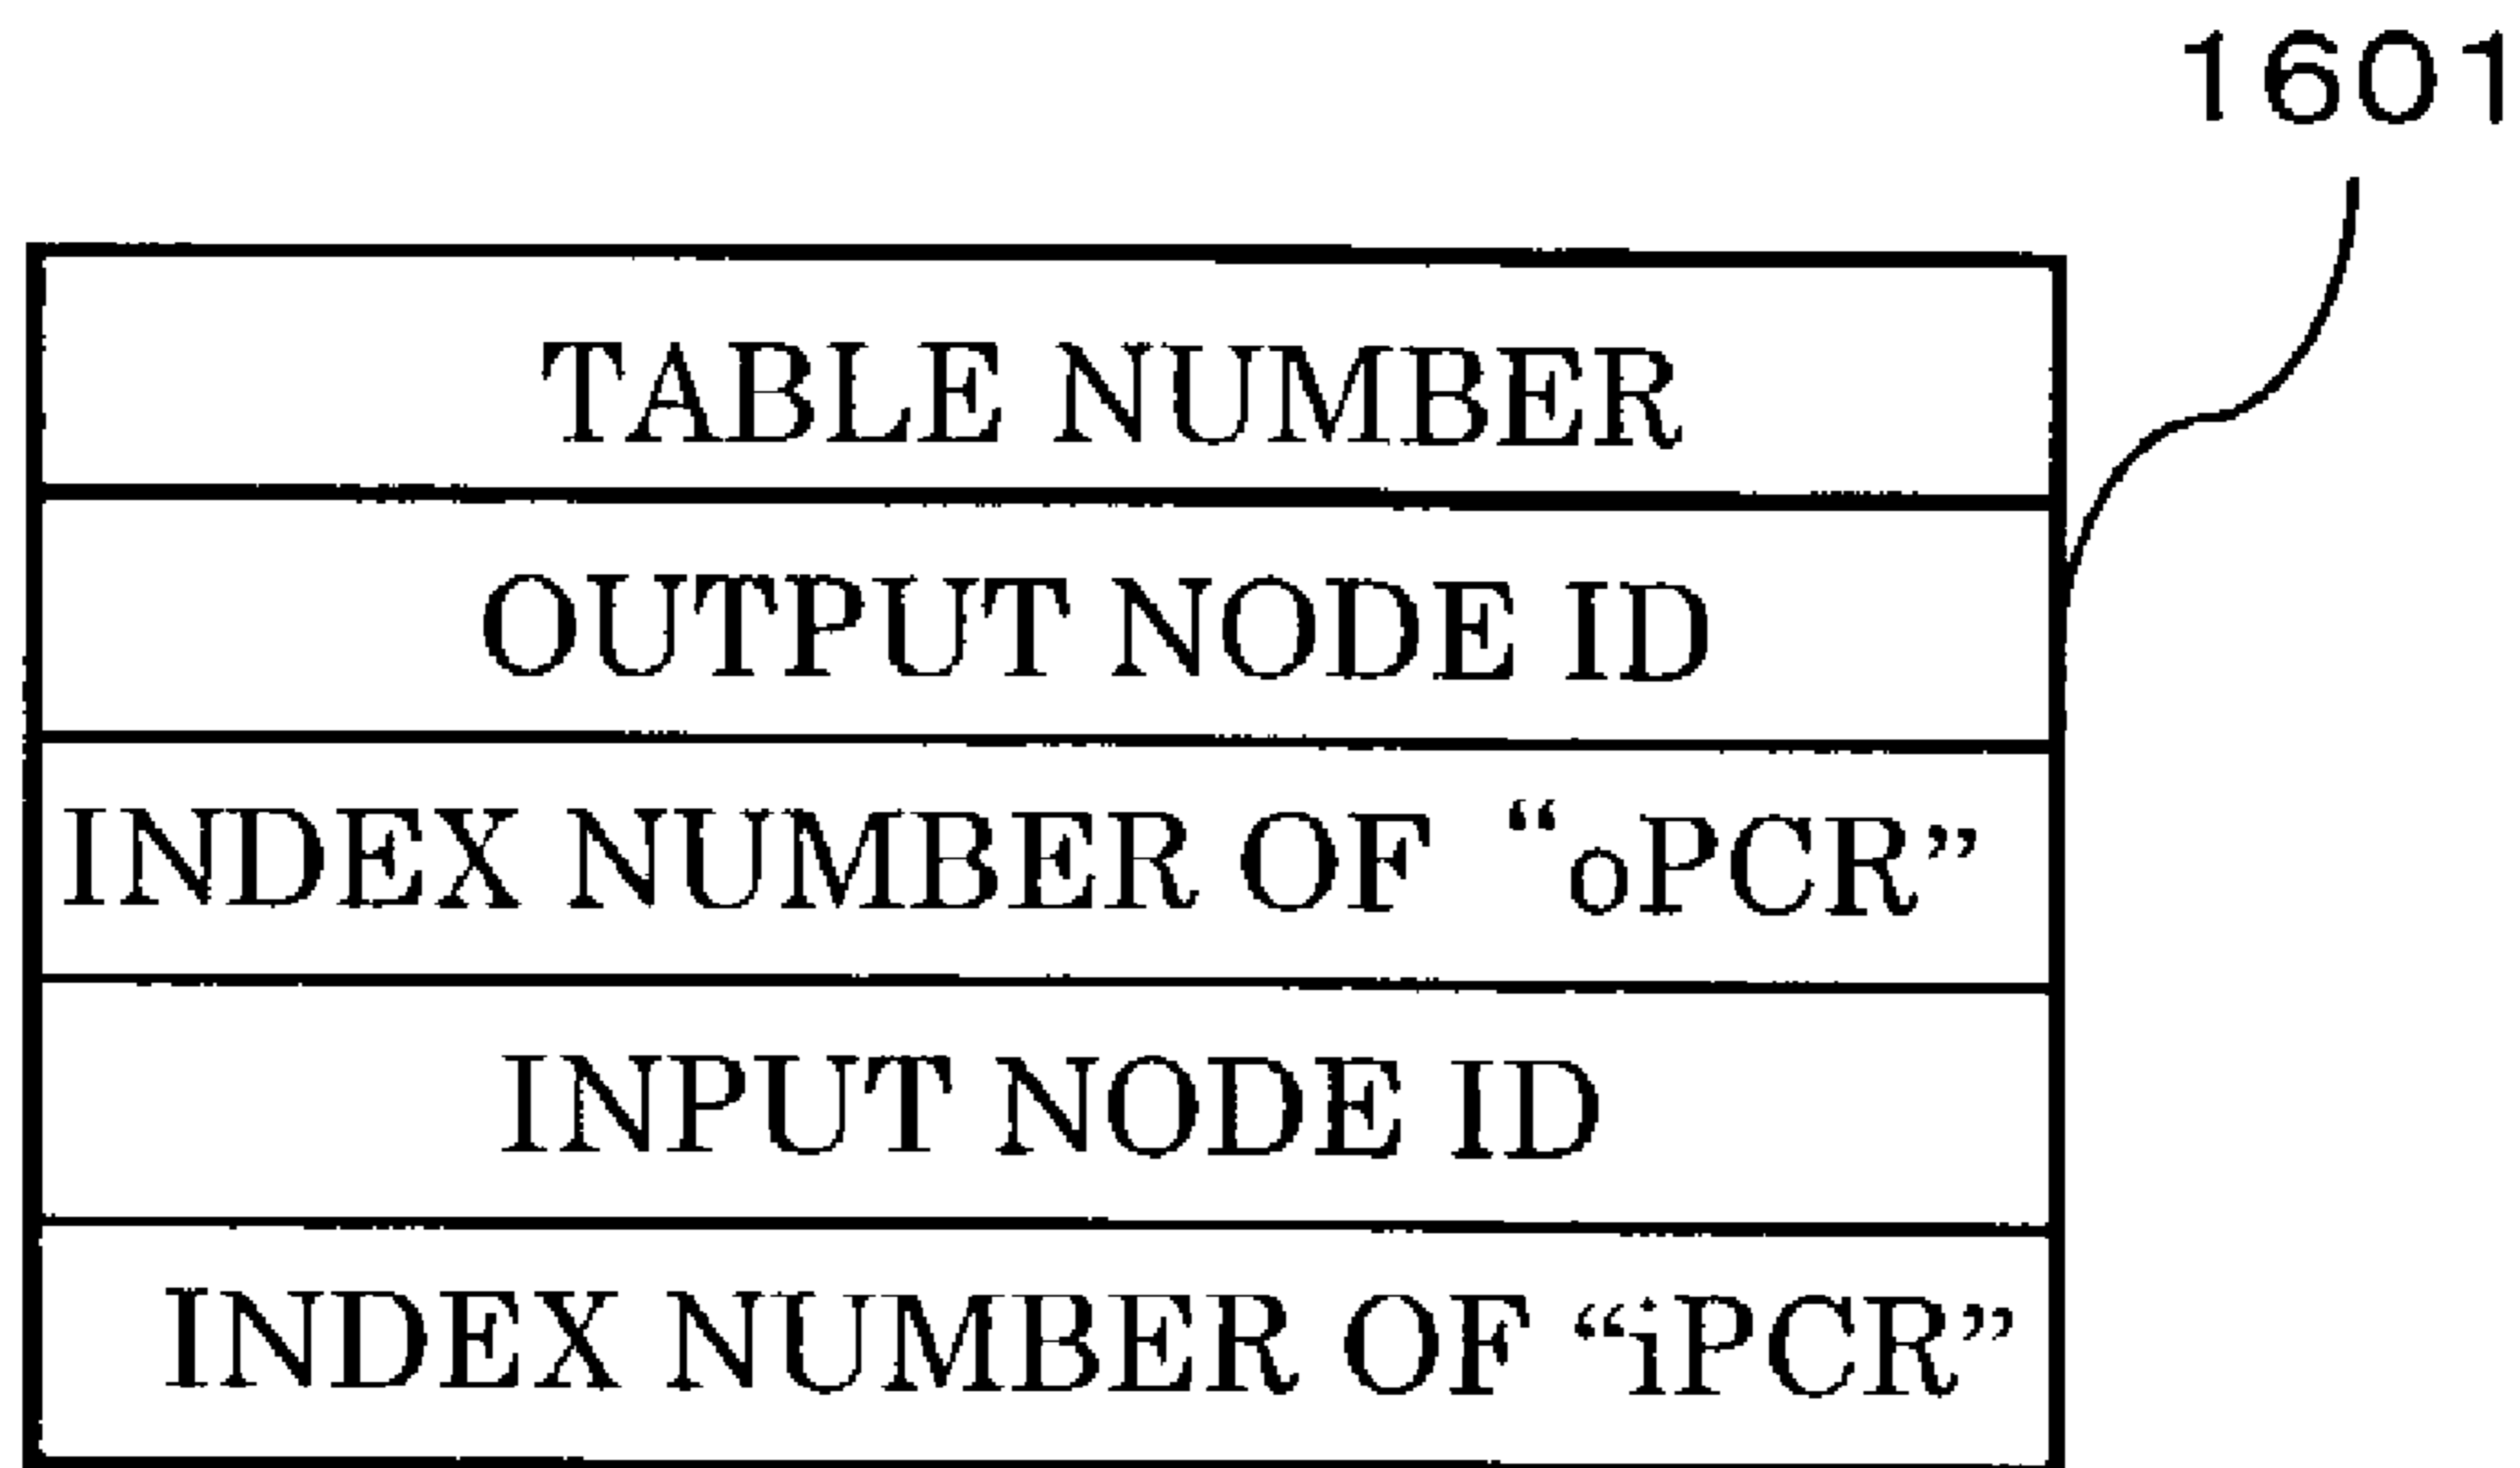 1601
TABLE NUMBER
OUTPUT NODE ID
INDEX NUMBER OF “oPCR”
INPUT NODE ID
INDEX NUMBER OF “iPCR”